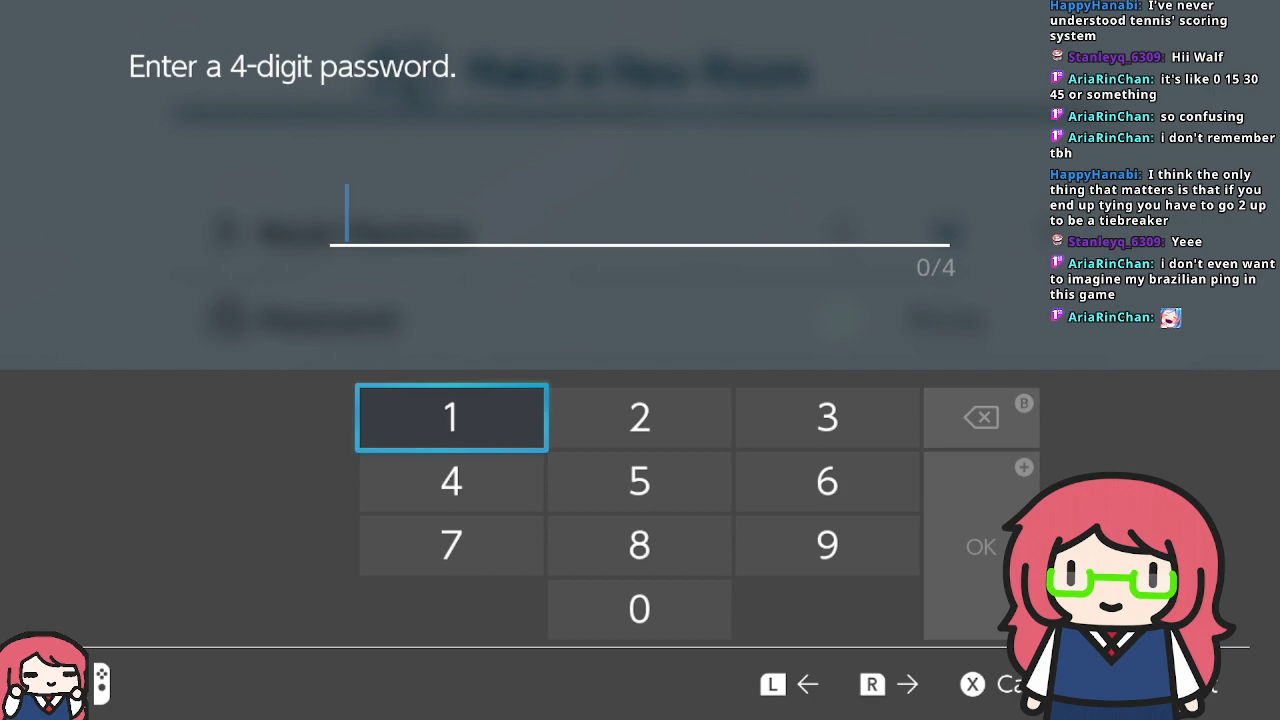 Enter a 4-digit password.
Make a New Room
Password
0/4
1
2
3
B
4
5
6
+
7
8
9
OK
0
L
R
X
HappyHanabi: I've never
understood tennis' scoring
system
Stanleyq_6309: Hii Walf
AriaRinChan: it's like 0 15 30
45 or something
AriaRinChan: so confusing
AriaRinChan: i don't remember
tbh
HappyHanabi: I think the only
thing that matters is that if you
end up tying you have to go 2 up
to be a tiebreaker
Stanleyq_6309: Yeee
AriaRinChan: i don't even want
to imagine my brazilian ping in
this game
AriaRinChan: